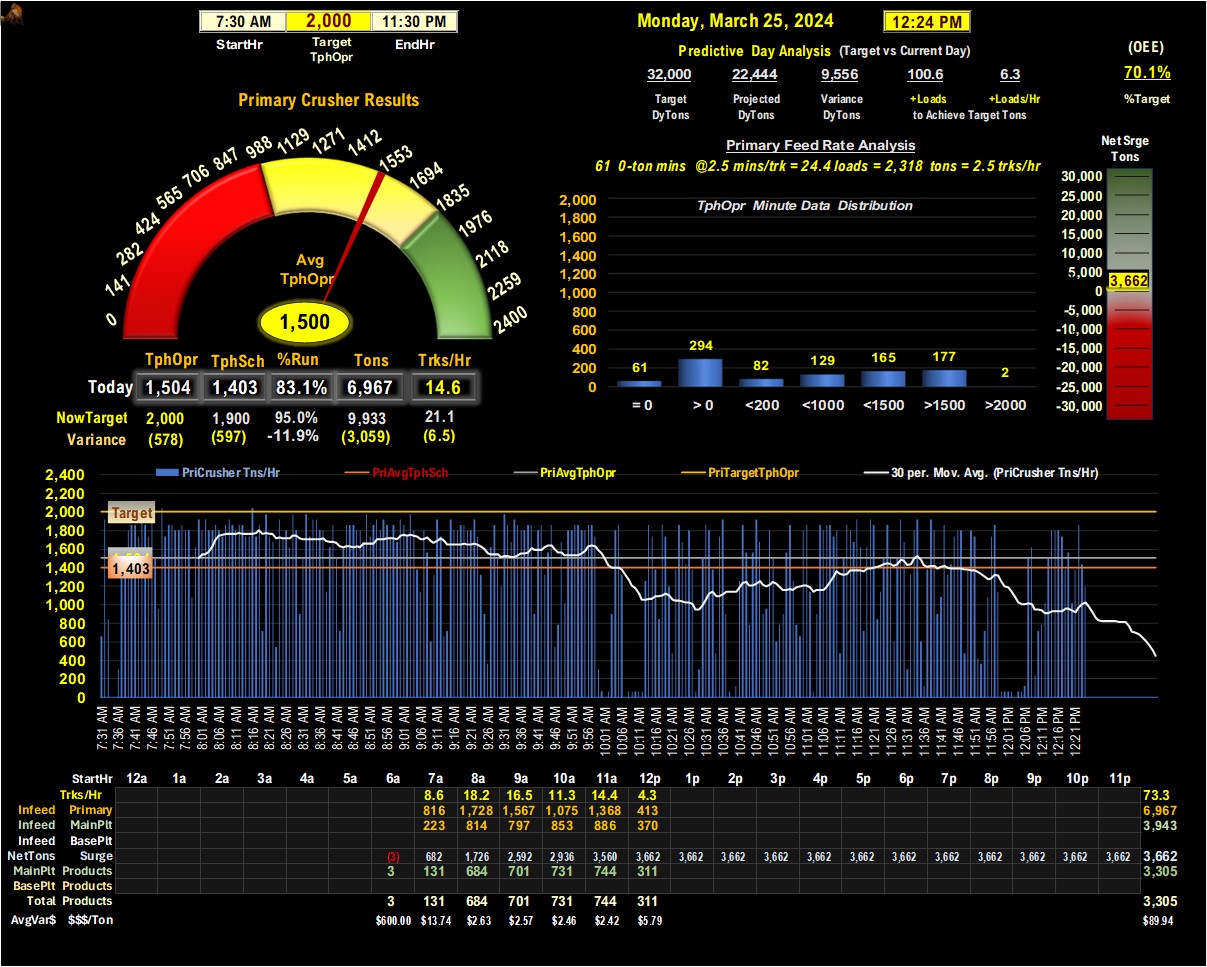 7:30 AM 2,000 11:30 PM
StartHr Target TphOpr EndHr
Monday, March 25, 2024 12:24 PM
Predictive Day Analysis (Target vs Current Day)
32,000 22,444 9,556 100.6 6.3
Target DyTons Projected DyTons Variance DyTons +Loads +Loads/Hr
to Achieve Target Tons
(OEE)
70.1%
%Target
Primary Crusher Results
0 141 282 424 565 706 847 988 1129 1271 1412 1553 1694 1835 1976 2118 2259 2400
Avg
TphOpr
1,500
TphOpr TphSch %Run Tons Trks/Hr
Today 1,504 1,403 83.1% 6,967 14.6
NowTarget 2,000 1,900 95.0% 9,933 21.1
Variance (578) (597) -11.9% (3,059) (6.5)
Primary Feed Rate Analysis
61 0-ton mins @2.5 mins/trk = 24.4 loads = 2,318 tons = 2.5 trks/hr
TphOpr Minute Data Distribution
2,000
1,800
1,600
1,400
1,200
1,000
800
600
400
200
0
61 294 82 129 165 177 2
= 0 > 0 <200 <1000 <1500 >1500 >2000
Net Srge
Tons
30,000
25,000
20,000
15,000
10,000
5,000
3,662
0
-5,000
-10,000
-15,000
-20,000
-25,000
-30,000
PriCrusher Tns/Hr PriAvgTphSch PriAvgTphOpr PriTargetTphOpr 30 per. Mov. Avg. (PriCrusher Tns/Hr)
2,400
2,200
2,000
1,800
1,600
1,400
1,200
1,000
800
600
400
200
0
Target
1,403
7:31 AM 7:36 AM 7:41 AM 7:46 AM 7:51 AM 7:56 AM 8:01 AM 8:06 AM 8:11 AM 8:16 AM 8:21 AM 8:26 AM 8:31 AM 8:36 AM 8:41 AM 8:46 AM 8:51 AM 8:56 AM 9:01 AM 9:06 AM 9:11 AM 9:16 AM 9:21 AM 9:26 AM 9:31 AM 9:36 AM 9:41 AM 9:46 AM 9:51 AM 9:56 AM 10:01 AM 10:06 AM 10:11 AM 10:16 AM 10:21 AM 10:26 AM 10:31 AM 10:36 AM 10:41 AM 10:46 AM 10:51 AM 10:56 AM 11:01 AM 11:06 AM 11:11 AM 11:16 AM 11:21 AM 11:26 AM 11:31 AM 11:36 AM 11:41 AM 11:46 AM 11:51 AM 11:56 AM 12:01 PM 12:06 PM 12:11 PM 12:16 PM 12:21 PM
StartHr 12a 1a 2a 3a 4a 5a 6a 7a 8a 9a 10a 11a 12p 1p 2p 3p 4p 5p 6p 7p 8p 9p 10p 11p
Trks/Hr 8.6 18.2 16.5 11.3 14.4 4.3 73.3
Infeed Primary 816 1,728 1,567 1,075 1,368 413 6,967
Infeed MainPlt 223 814 797 853 886 370 3,943
Infeed BasePlt
NetTons Surge (3) 682 1,726 2,592 2,936 3,560 3,662 3,662 3,662 3,662 3,662 3,662 3,662 3,662 3,662 3,662 3,662 3,662 3,662
MainPlt Products 3 131 684 701 731 744 311 3,305
BasePlt Products
Total Products 3 131 684 701 731 744 311 3,305
AvgVar$ $$$/Ton $600.00 $13.74 $2.63 $2.57 $2.46 $2.42 $5.79 $89.94